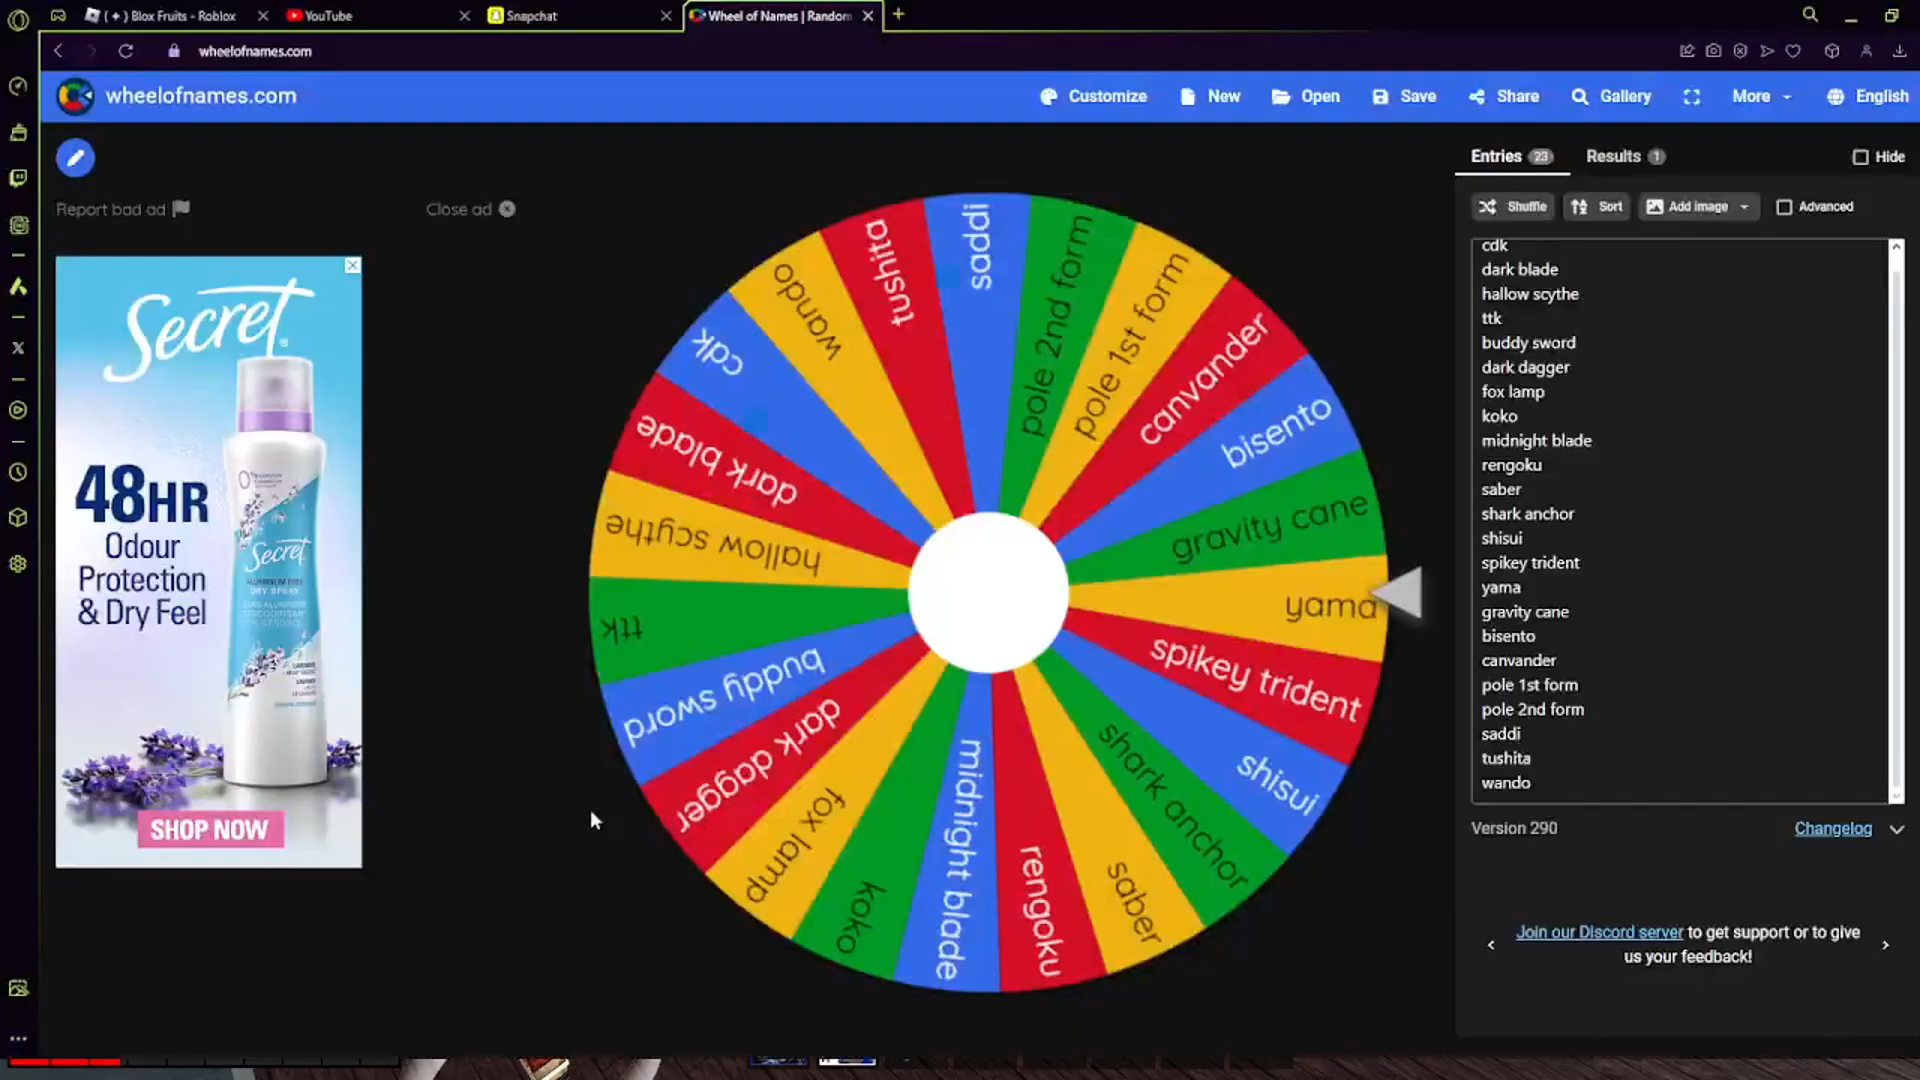 ( + ) Blox Fruits - Roblox
YouTube
Snapchat
Wheel of Names | Random
wheelofnames.com
wheelofnames.com
Customize
New
Open
Save
Share
Gallery
More
English
Report bad ad
Close ad
Secret
48HR
Odour
Protection
& Dry Feel
Secret
SHOP NOW
saddi
pole 2nd form
pole 1st form
canvander
bisento
gravity cane
yama
spikey trident
shisui
shark anchor
saber
rengoku
midnight blade
koko
fox lamp
dark dagger
buddy sword
ttk
hallow scythe
dark blade
cdk
wando
tushita
Entries 23
Results 1
Hide
Shuffle
Sort
Add image
Advanced
cdk
dark blade
hallow scythe
ttk
buddy sword
dark dagger
fox lamp
koko
midnight blade
rengoku
saber
shark anchor
shisui
spikey trident
yama
gravity cane
bisento
canvander
pole 1st form
pole 2nd form
saddi
tushita
wando
Version 290
Changelog
Join our Discord server to get support or to give
us your feedback!